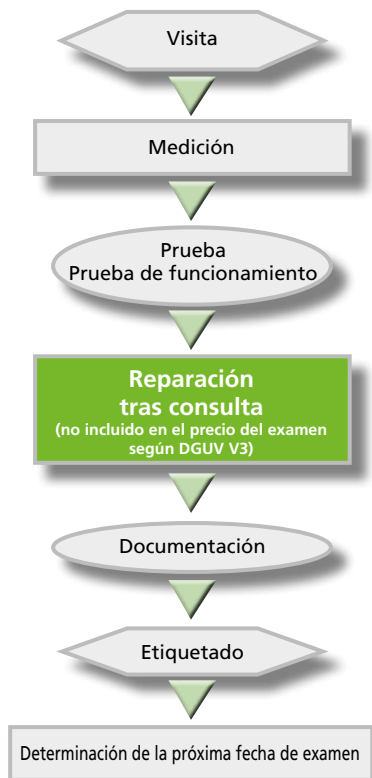 Visita
Medición
Prueba
Prueba de funcionamiento
Reparación
tras consulta
(no incluido en el precio del examen
según DGUV V3)
Documentación
Etiquetado
Determinación de la próxima fecha de examen